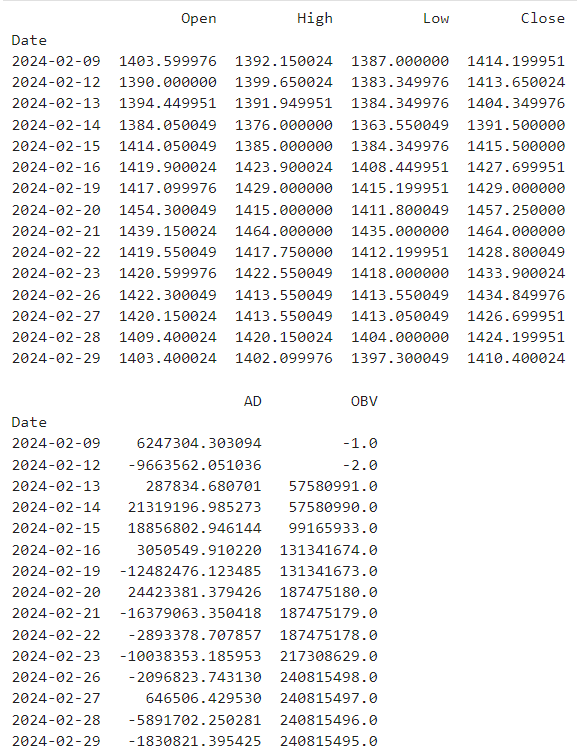 Open High Low Close
Date
2024-02-09 1403.599976 1392.150024 1387.000000 1414.199951
2024-02-12 1390.000000 1399.650024 1383.349976 1413.650024
2024-02-13 1394.449951 1391.949951 1384.349976 1404.349976
2024-02-14 1384.050049 1376.000000 1363.550049 1391.500000
2024-02-15 1414.050049 1385.000000 1384.349976 1415.500000
2024-02-16 1419.900024 1423.900024 1408.449951 1427.699951
2024-02-19 1417.099976 1429.000000 1415.199951 1429.000000
2024-02-20 1454.300049 1415.000000 1411.800049 1457.250000
2024-02-21 1439.150024 1464.000000 1435.000000 1464.000000
2024-02-22 1419.550049 1417.750000 1412.199951 1428.800049
2024-02-23 1420.599976 1422.550049 1418.000000 1433.900024
2024-02-26 1422.300049 1413.550049 1413.550049 1434.849976
2024-02-27 1420.150024 1413.550049 1413.050049 1426.699951
2024-02-28 1409.400024 1420.150024 1404.000000 1424.199951
2024-02-29 1403.400024 1402.099976 1397.300049 1410.400024
AD OBV
Date
2024-02-09 6247304.303094 -1.0
2024-02-12 -9663562.051036 -2.0
2024-02-13 287834.680701 57580991.0
2024-02-14 21319196.985273 57580990.0
2024-02-15 18856802.946144 99165933.0
2024-02-16 3050549.910220 131341674.0
2024-02-19 -12482476.123485 131341673.0
2024-02-20 24423381.379426 187475180.0
2024-02-21 -16379063.350418 187475179.0
2024-02-22 -2893378.707857 187475178.0
2024-02-23 -10038353.185953 217308629.0
2024-02-26 -2096823.743130 240815498.0
2024-02-27 646506.429530 240815497.0
2024-02-28 -5891702.250281 240815496.0
2024-02-29 -1830821.395425 240815495.0